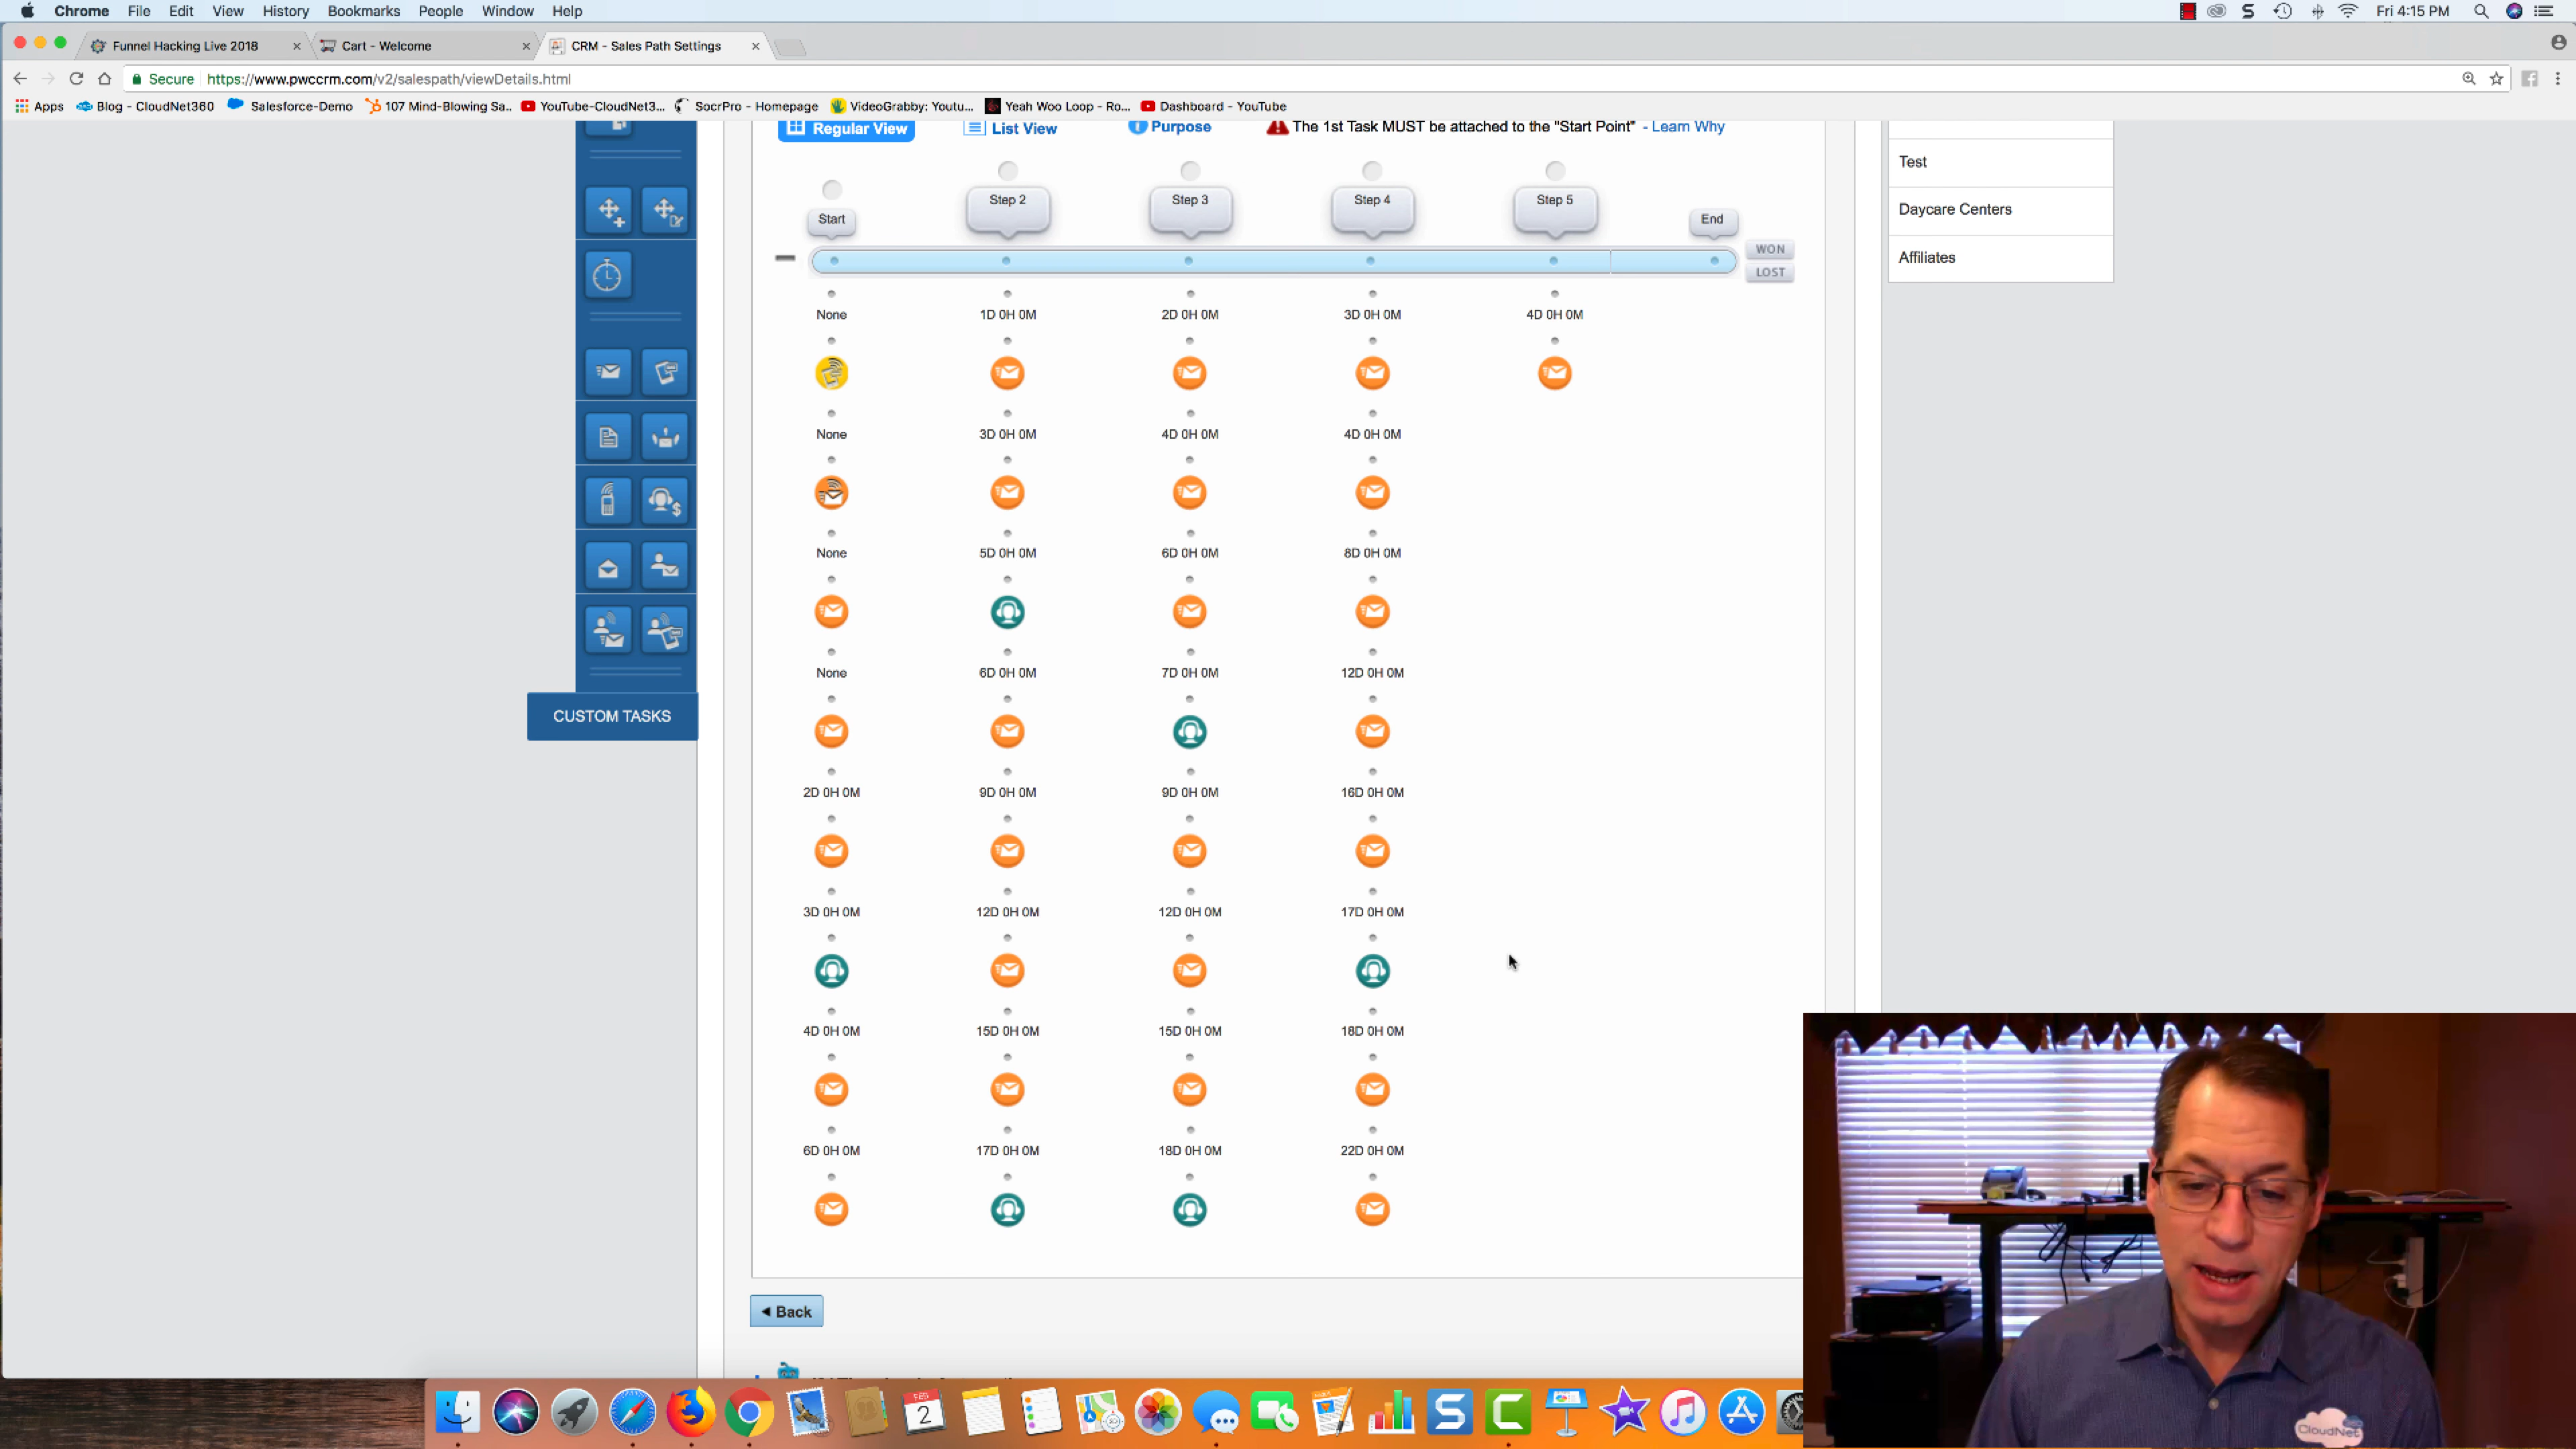 Chrome File Edit View History Bookmarks People Window Help
Fri 4:15 PM
Funnel Hacking Live 2018
Cart - Welcome
CRM - Sales Path Settings
Secure https://www.pwccrm.com/v2/salespath/viewDetails.html
Apps Blog - CloudNet360 Salesforce-Demo 107 Mind-Blowing Sa.. YouTube-CloudNet3... SocrPro - Homepage VideoGrabby: Youtu... Yeah Woo Loop - Ro... Dashboard - YouTube
Regular View List View Purpose The 1st Task MUST be attached to the "Start Point" - Learn Why
Test
Daycare Centers
Affiliates
Start Step 2 Step 3 Step 4 Step 5 End
WON
LOST
None 1D 0H 0M 2D 0H 0M 3D 0H 0M 4D 0H 0M
None 3D 0H 0M 4D 0H 0M 4D 0H 0M
None 5D 0H 0M 6D 0H 0M 8D 0H 0M
None 6D 0H 0M 7D 0H 0M 12D 0H 0M
CUSTOM TASKS
2D 0H 0M 9D 0H 0M 9D 0H 0M 16D 0H 0M
3D 0H 0M 12D 0H 0M 12D 0H 0M 17D 0H 0M
4D 0H 0M 15D 0H 0M 15D 0H 0M 18D 0H 0M
6D 0H 0M 17D 0H 0M 18D 0H 0M 22D 0H 0M
Back
FEB
2
CloudNet